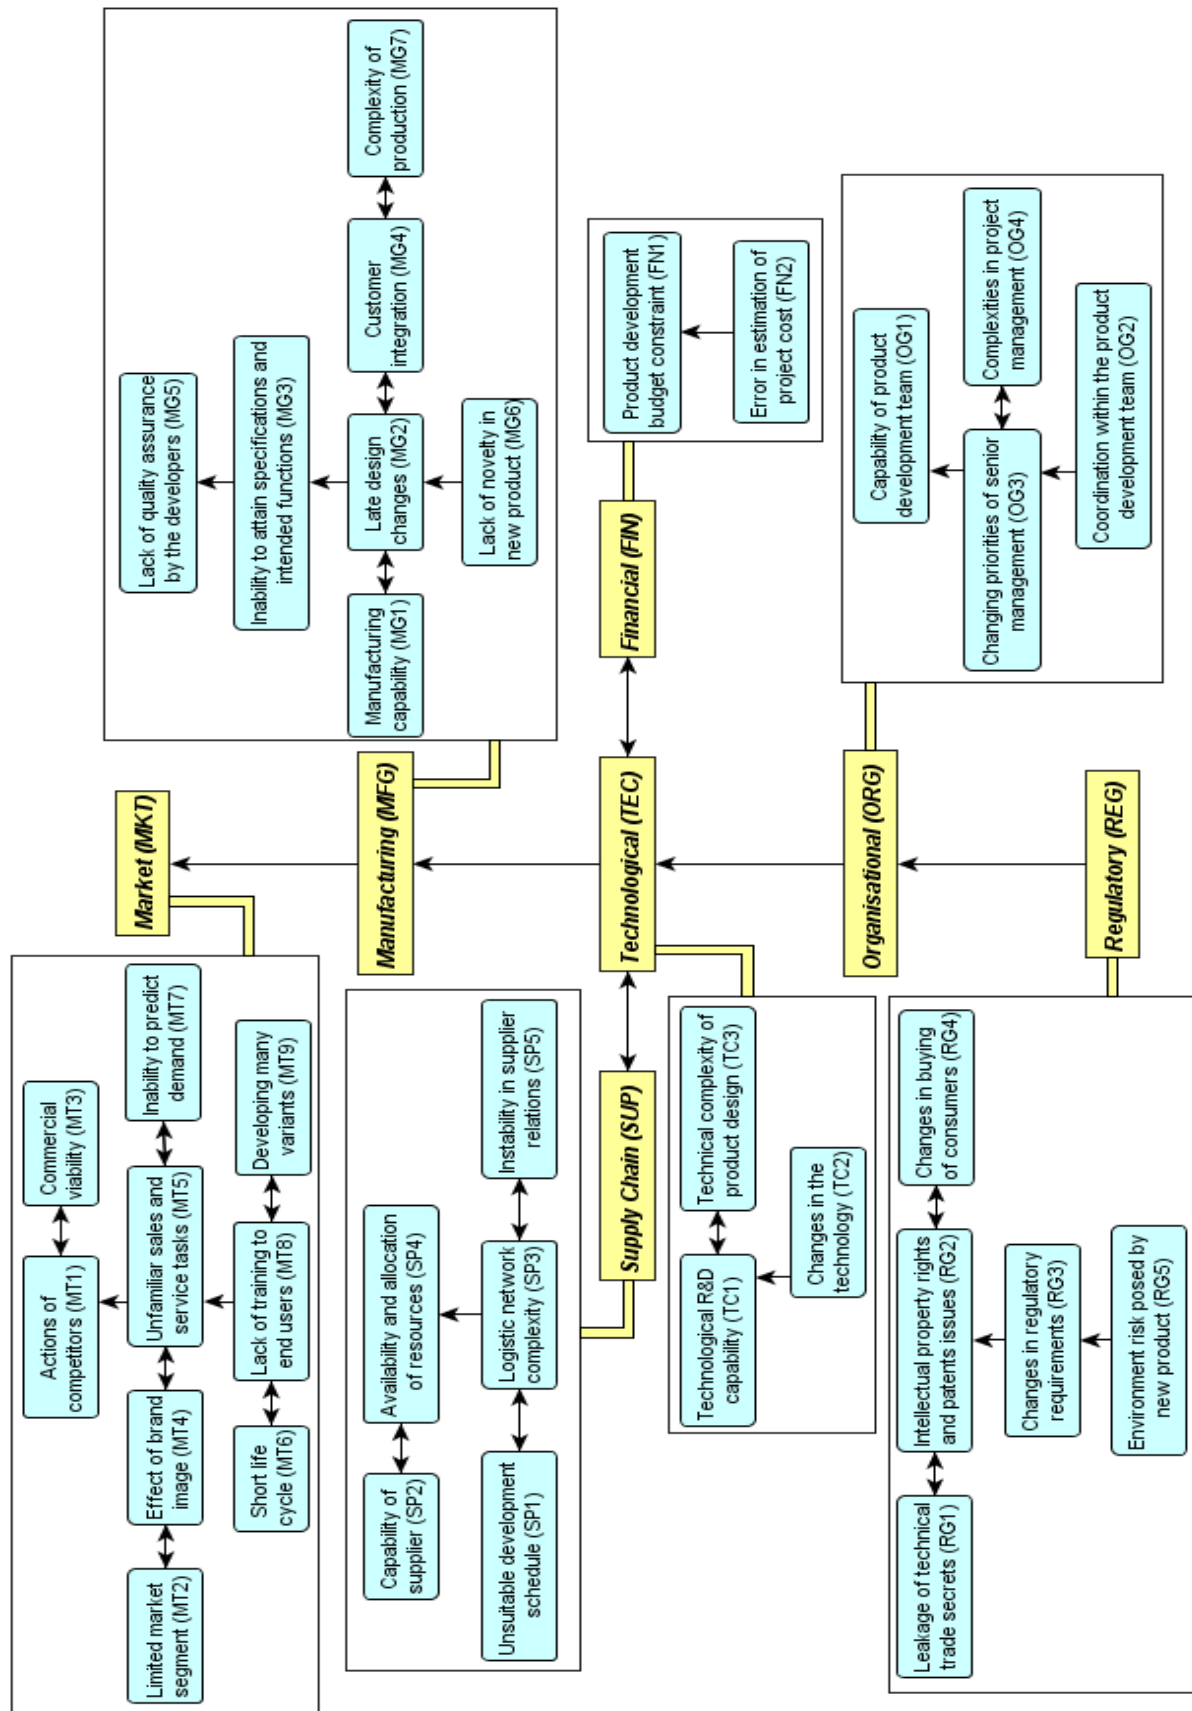 Actions of
competitors (MT1)
Commercial
viability (MT3)
Limited market
segment (MT2)
Effect of brand
image (MT4)
Unfamiliar sales and
service tasks (MT5)
Inability to predict
demand (MT7)
Short life
cycle (MT6)
Lack of training to
end users (MT8)
Developing many
variants (MT9)
Market (MKT)
Lack of quality assurance
by the developers (MG5)
Inability to attain specifications and
intended functions (MG3)
Manufacturing
capability (MG1)
Late design
changes (MG2)
Customer
integration (MG4)
Complexity of
production (MG7)
Lack of novelty in
new product (MG6)
Manufacturing (MFG)
Capability of
supplier (SP2)
Availability and allocation
of resources (SP4)
Unsuitable development
schedule (SP1)
Logistic network
complexity (SP3)
Instability in supplier
relations (SP5)
Supply Chain (SUP)
Technological (TEC)
Financial (FIN)
Product development
budget constraint (FN1)
Error in estimation of
project cost (FN2)
Technological R&D
capability (TC1)
Technical complexity of
product design (TC3)
Changes in the
technology (TC2)
Organisational (ORG)
Capability of product
development team (OG1)
Changing priorities of senior
management (OG3)
Complexities in project
management (OG4)
Coordination within the product
development team (OG2)
Leakage of technical
trade secrets (RG1)
Intellectual property rights
and patents issues (RG2)
Changes in buying
of consumers (RG4)
Changes in regulatory
requirements (RG3)
Environment risk posed by
new product (RG5)
Regulatory (REG)